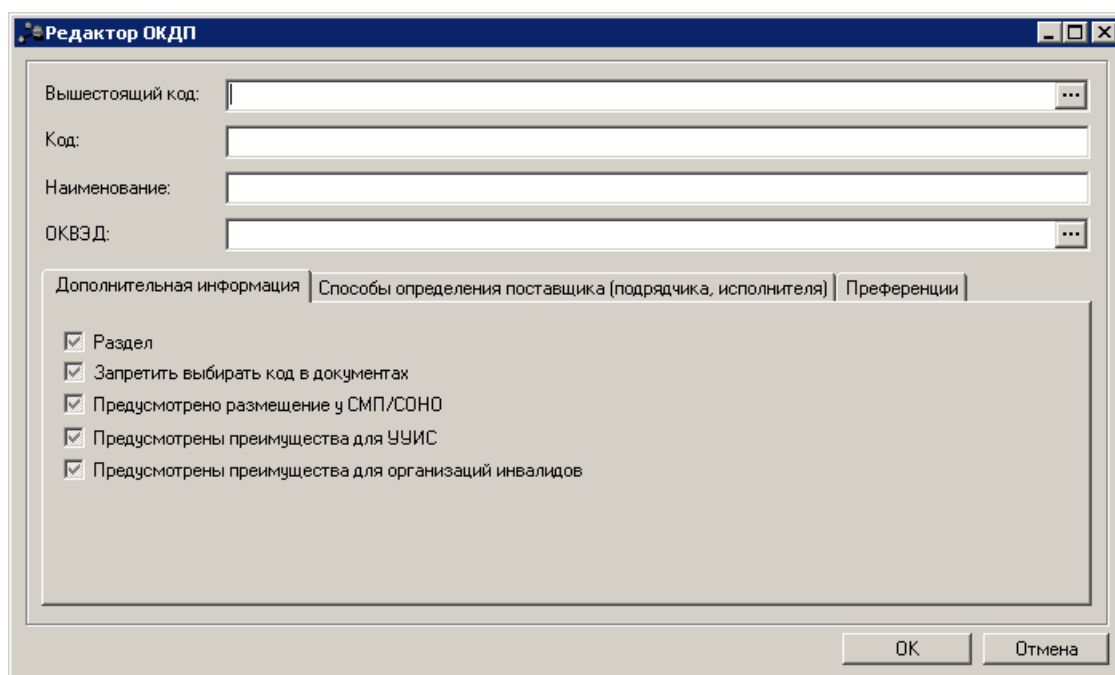 Редактор ОКДП
Вышестоящий код:
Код:
Наименование:
ОКВЭД:
Дополнительная информация Способы определения поставщика (подрядчика, исполнителя) Преференции
Раздел
Запретить выбирать код в документах
Предусмотрено размещение у СМП/СОНО
Предусмотрены преимущества для УУИС
Предусмотрены преимущества для организаций инвалидов
OK Отмена